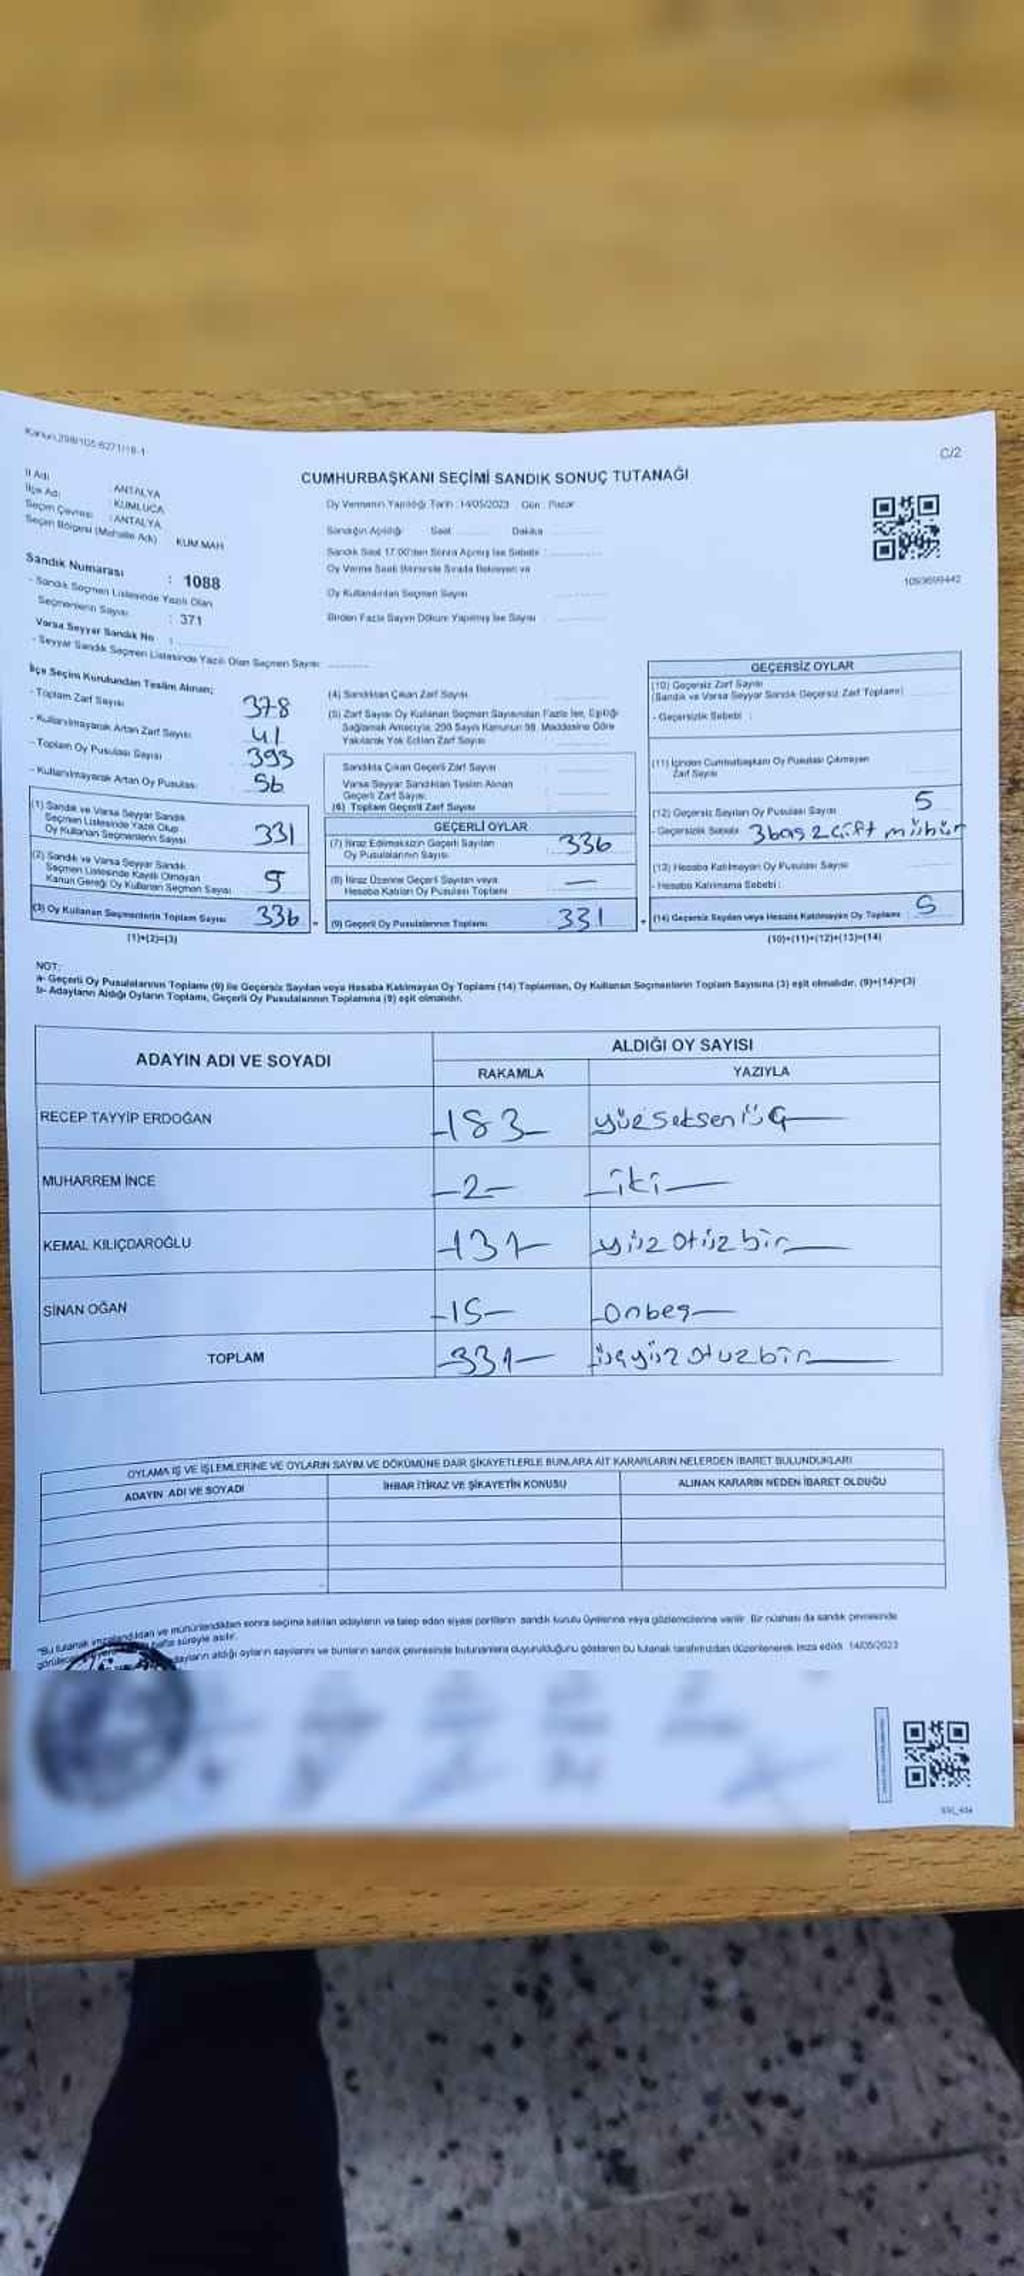 Kanun 298/105-6271/18-1
C/2
CUMHURBAŞKANI SEÇİMİ SANDIK SONUÇ TUTANAĞI
İl Adı ANTALYA
İlçe Adı KUMLUCA
Seçim Çevresi : ANTALYA
Seçim Bölgesi (Mahalle Adı) KUM MAH
Sandık Numarası : 1088
- Sandık Seçmen Listesinde Yazılı Olan
Seçmenlerin Sayısı : 371
Varsa Seyyar Sandık No :
- Seyyar Sandık Seçmen Listesinde Yazılı Olan Seçmen Sayısı
Oy Vermenin Yapıldığı Tarih : 14/05/2023 Gün : Pazar
Sandığın Açıldığı Saat Dakika
Sandık Saat 17.00'den Sonra Açılmış İse Sebebi :
Oy Verme Saati Bitiminde Sırada Bekleyen ve
Oy Kullandırılan Seçmen Sayısı
Birden Fazla Sayım Döküm Yapılmış İse Sayısı
1093699442
İlçe Seçim Kurulundan Teslim Alınan;
- Toplam Zarf Sayısı 378
- Kullanılmayarak Artan Zarf Sayısı 41
- Toplam Oy Pusulası Sayısı 393
- Kullanılmayarak Artan Oy Pusulası 56
(1) Sandık ve Varsa Seyyar Sandık
Seçmen Listesinde Yazılı Olup
Oy Kullanan Seçmenlerin Sayısı 331
(2) Sandık ve Varsa Seyyar Sandık
Seçmen Listesinde Kayıtlı Olmayan
Kanun Gereği Oy Kullanan Seçmen Sayısı 5
(3) Oy Kullanan Seçmenlerin Toplam Sayısı 336
(1)+(2)=(3)
(4) Sandıktan Çıkan Zarf Sayısı
(5) Zarf Sayısı Oy Kullanan Seçmen Sayısından Fazla İse, Eşitliği
Sağlamak Amacıyla 298 Sayılı Kanunun 98. Maddesine Göre
Yakılarak Yok Edilen Zarf Sayısı
Sandıkta Çıkan Geçerli Zarf Sayısı
Varsa Seyyar Sandıktan Teslim Alınan
Geçerli Zarf Sayısı
(6) Toplam Geçerli Zarf Sayısı
GEÇERLİ OYLAR
(7) İtiraz Edilmeksizin Geçerli Sayılan
Oy Pusulalarının Sayısı 336
(8) İtiraz Üzerine Geçerli Sayılan veya
Hesaba Katılan Oy Pusulası Toplamı —
(9) Geçerli Oy Pusulalarının Toplamı 331
GEÇERSİZ OYLAR
(10) Geçersiz Zarf Sayısı
(Sandık ve Varsa Seyyar Sandık Geçersiz Zarf Toplamı)
- Geçersizlik Sebebi :
(11) İçinden Cumhurbaşkanı Oy Pusulası Çıkmayan
Zarf Sayısı
(12) Geçersiz Sayılan Oy Pusulası Sayısı 5
- Geçersizlik Sebebi 3 boş 2 çift mühür
(13) Hesaba Katılmayan Oy Pusulası Sayısı
- Hesaba Katılmama Sebebi :
(14) Geçersiz Sayılan veya Hesaba Katılmayan Oy Toplamı 5
(10)+(11)+(12)+(13)=(14)
NOT:
a- Geçerli Oy Pusulalarının Toplamı (9) ile Geçersiz Sayılan veya Hesaba Katılmayan Oy Toplamı (14) Toplamları, Oy Kullanan Seçmenlerin Toplam Sayısına (3) eşit olmalıdır. (9)+(14)=(3)
b- Adayların Aldığı Oyların Toplamı, Geçerli Oy Pusulalarının Toplamına (9) eşit olmalıdır.
ADAYIN ADI VE SOYADI
ALDIĞI OY SAYISI
RAKAMLA YAZIYLA
RECEP TAYYİP ERDOĞAN -183- yüzseksenüç
MUHARREM İNCE -2- -iki-
KEMAL KILIÇDAROĞLU -131- yüzotüzbir
SİNAN OĞAN -15- -onbeş-
TOPLAM -331- üçyüzotuzbir
OYLAMA İŞ VE İŞLEMLERİNE VE OYLARIN SAYIM VE DÖKÜMÜNE DAİR ŞİKAYETLERLE BUNLARA AİT KARARLARIN NELERDEN İBARET BULUNDUKLARI
ADAYIN ADI VE SOYADI
İHBAR İTİRAZ VE ŞİKAYETİN KONUSU
ALINAN KARARIN NEDEN İBARET OLDUĞU
"Bu tutanak imzalandıktan ve mühürlendikten sonra seçime katılan adayların ve talep eden siyasi partilerin sandık kurulu üyelerine veya gözlemcilerine verilir. Bir nüshası da sandık çevresinde
hafta süreyle asılır.
adayların aldığı oyların sayılarını ve bunların sandık çevresinde bulunanlara duyurulduğunu gösteren bu tutanak tarafımızdan düzenlenerek imza edildi. 14/05/2023